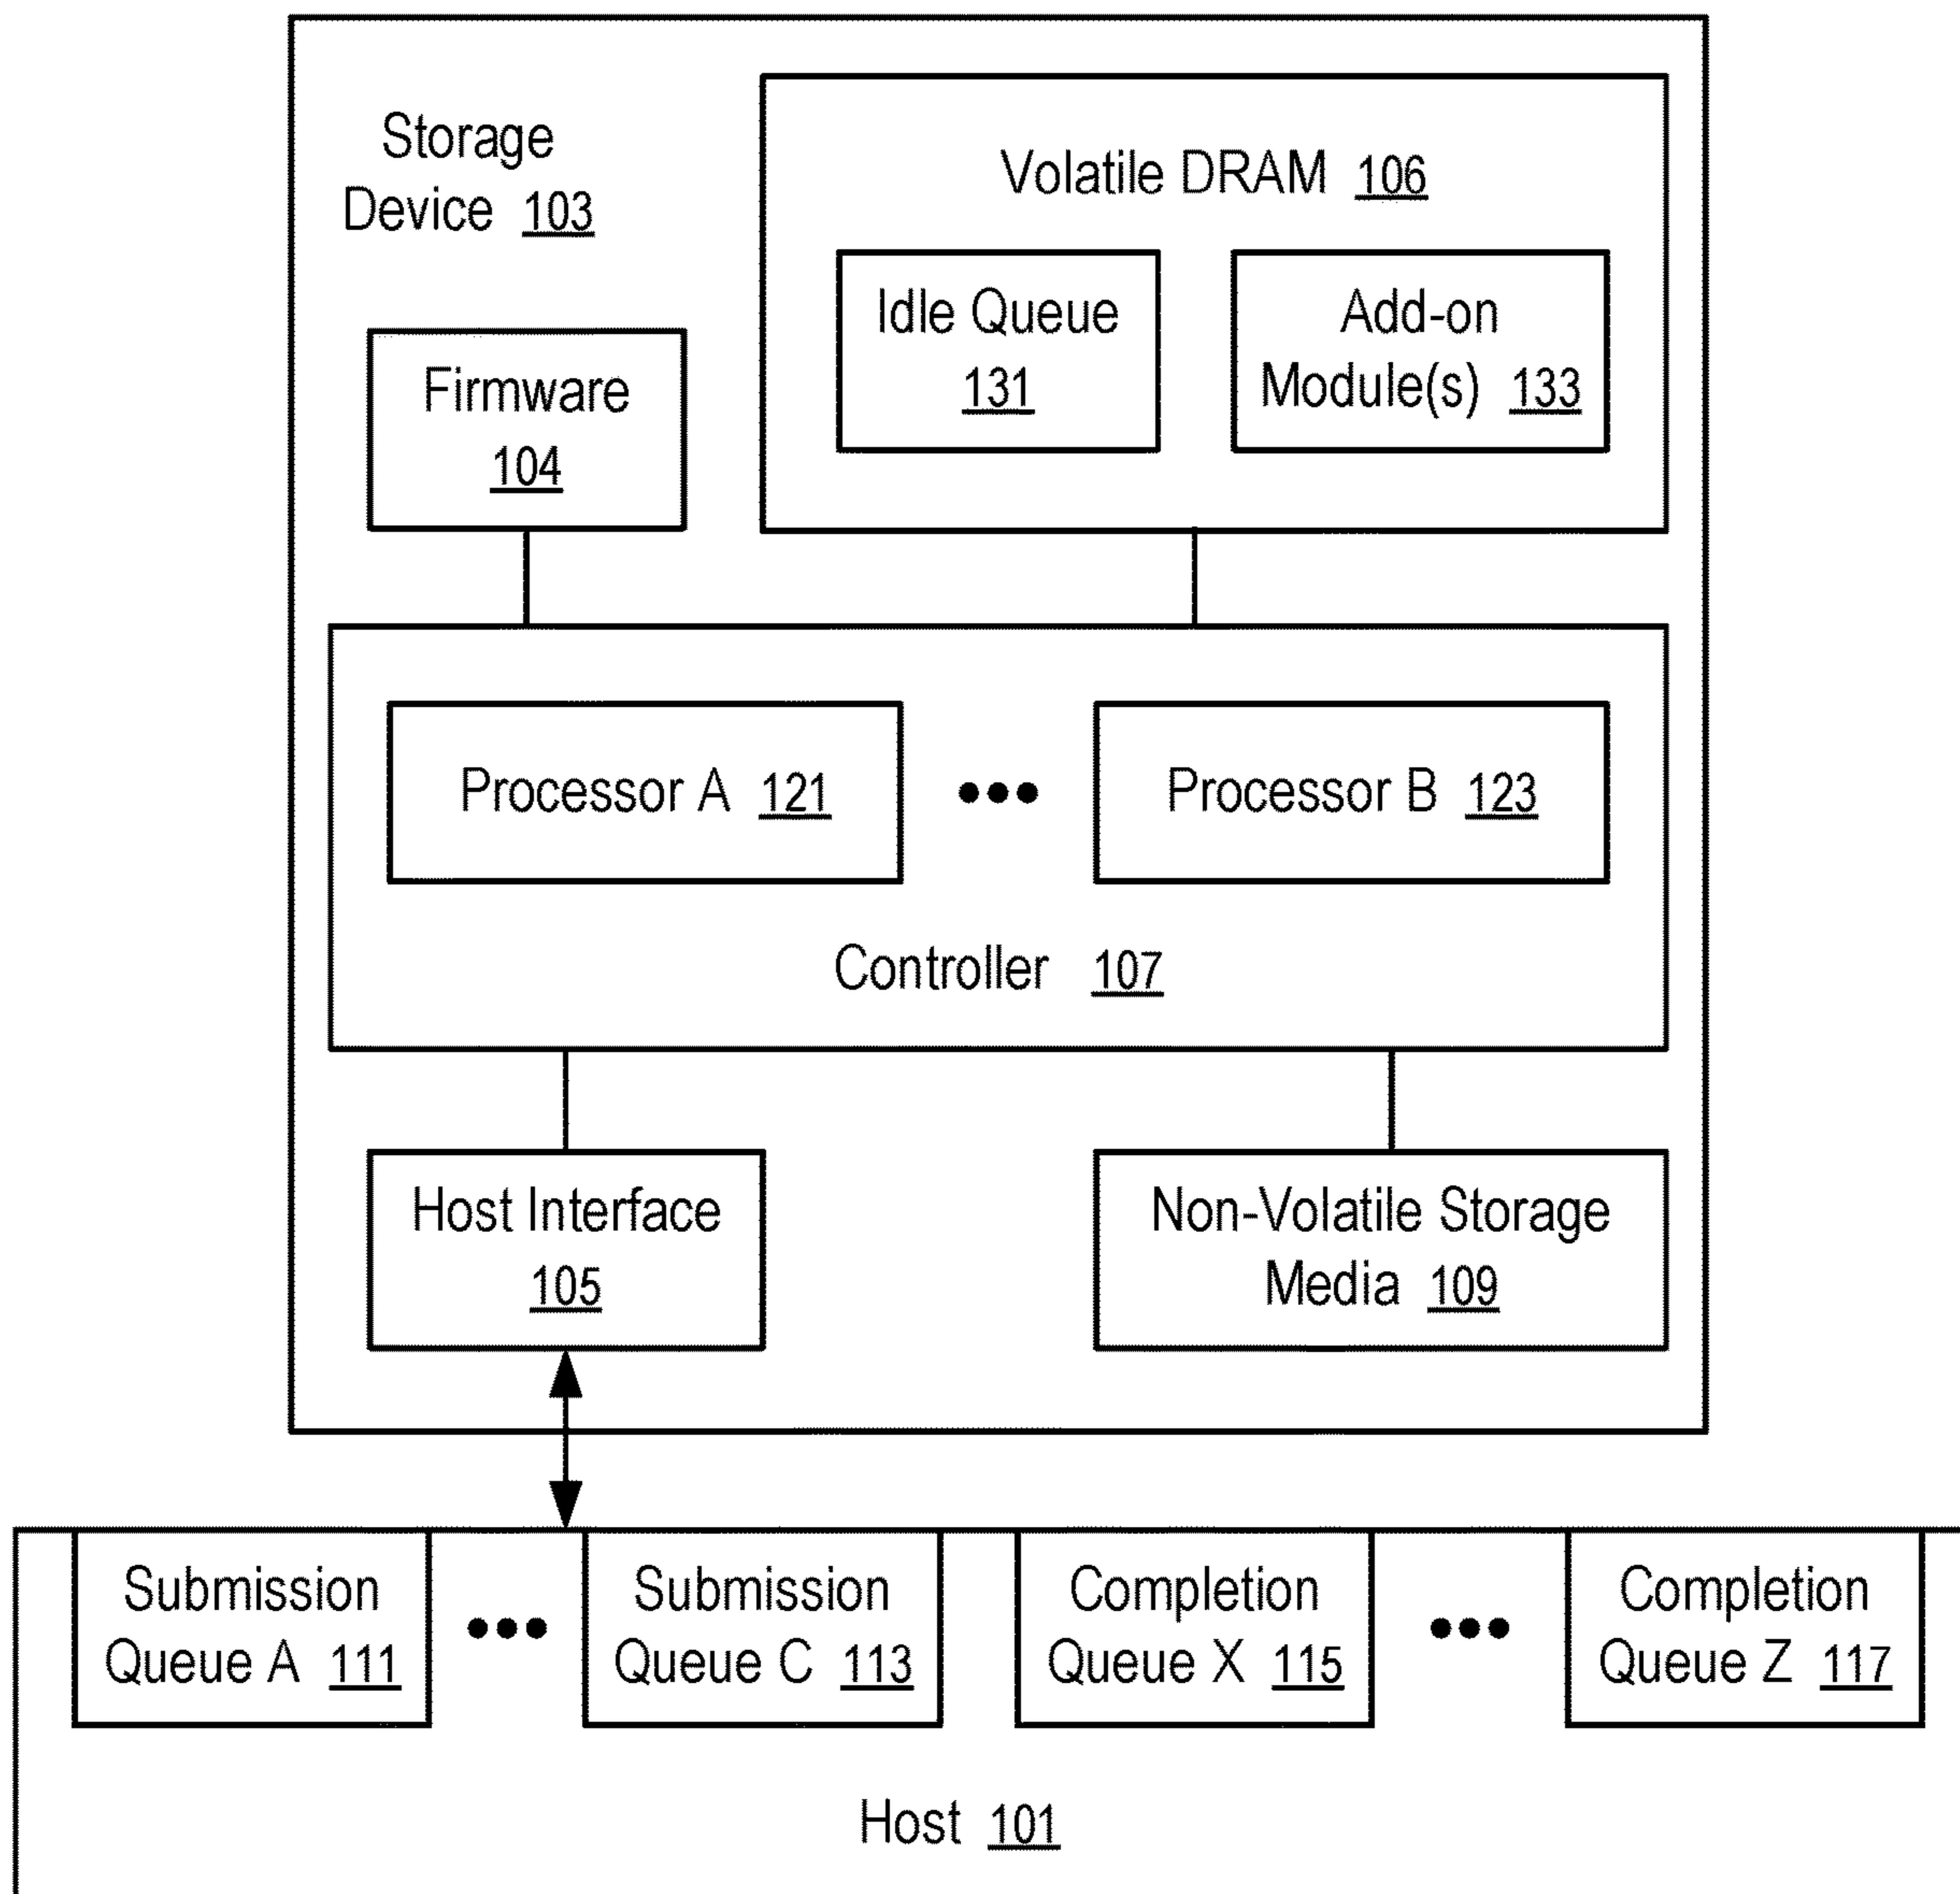 Storage
Device 103
Volatile DRAM 106
Idle Queue
131
Add-on
Module(s) 133
Firmware
104
Processor A 121
•••
Processor B 123
Controller 107
Host Interface
105
Non-Volatile Storage
Media 109
Submission
Queue A 111
•••
Submission
Queue C 113
Completion
Queue X 115
•••
Completion
Queue Z 117
Host 101